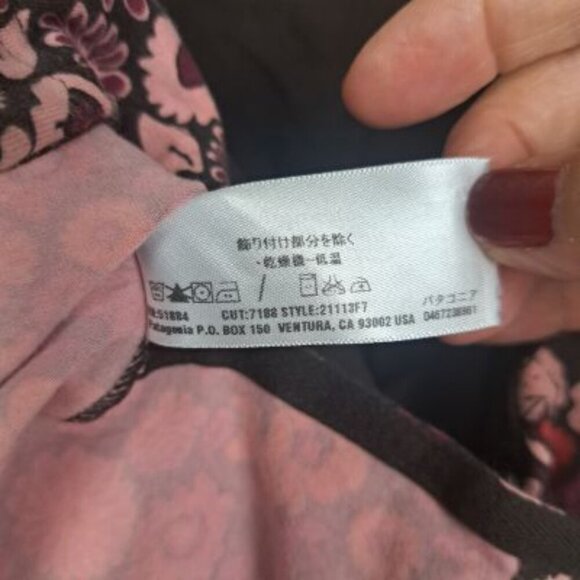 飾り付け部分を除く
・乾燥機―低温
:51884 CUT:7188 STYLE:21113F7 パタゴニア
Patagonia P.O. BOX 150 VENTURA, CA 93002 USA